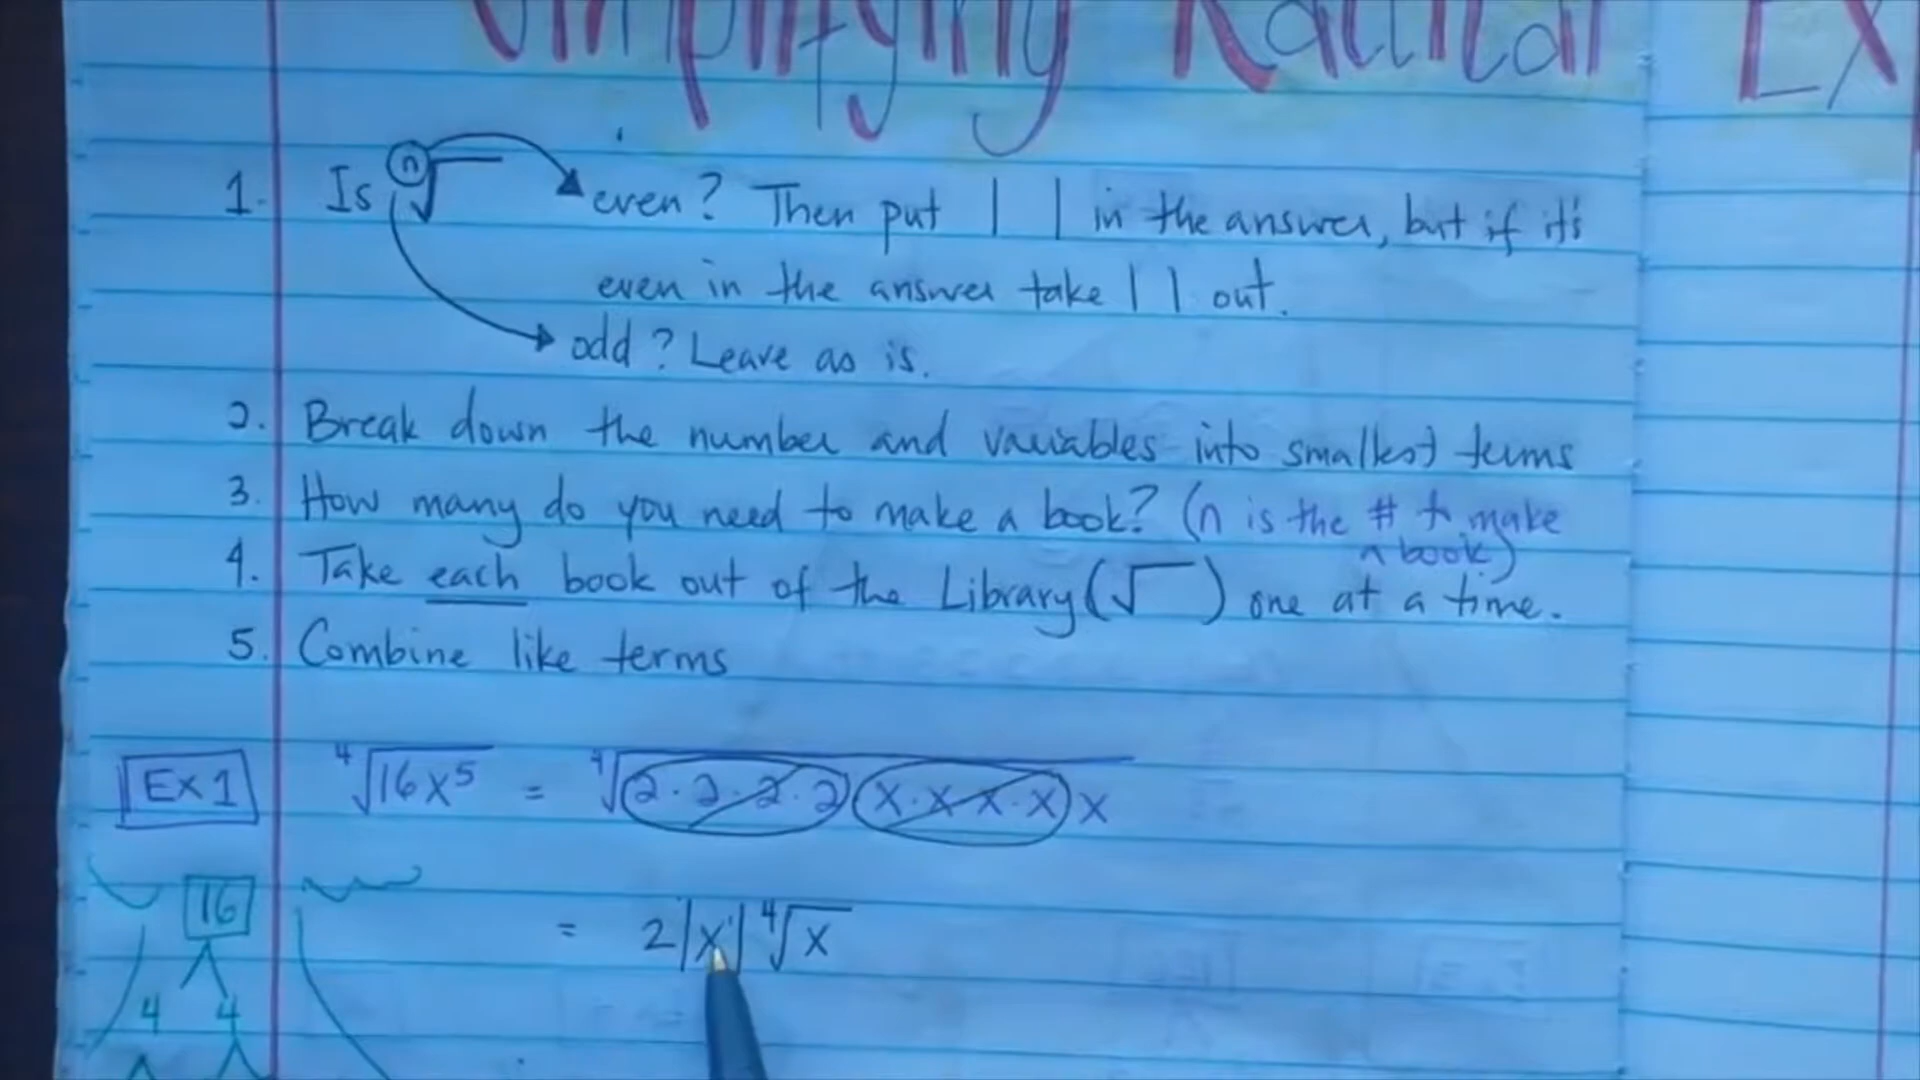 Simplifying Radical Ex
1. Is ⁿ√ even? Then put | | in the answer, but if it's
even in the answer take | | out.
odd? Leave as is.
2. Break down the number and variables into smallest terms
3. How many do you need to make a book? (n is the # to make
a book)
4. Take each book out of the Library (√ ) one at a time.
5. Combine like terms
Ex 1 ⁴√16x⁵ = ⁴√2·2·2·2 x·x·x·x x
= 2|x'| ⁴√x
16
4 4